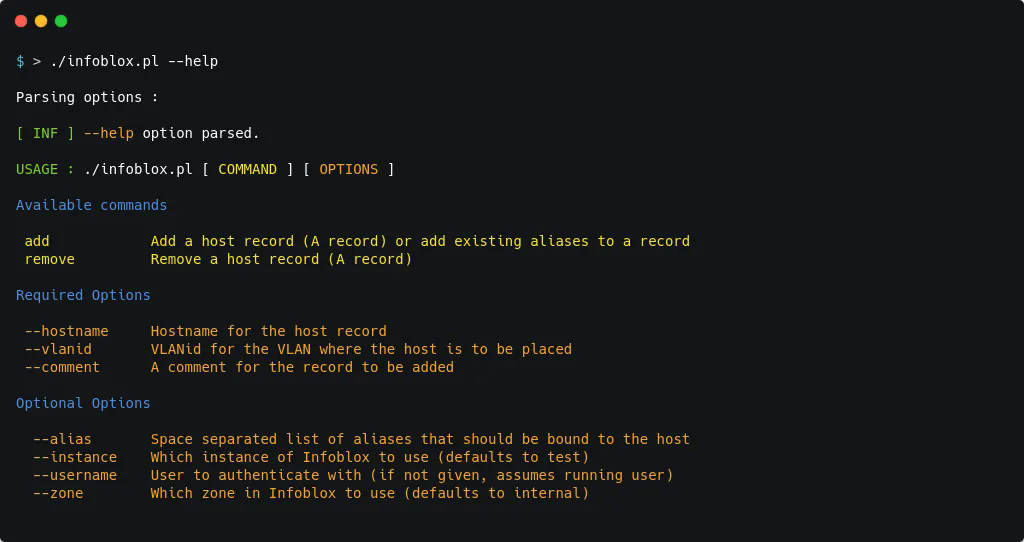 $ > ./infoblox.pl --help
Parsing options :
[ INF ] --help option parsed.
USAGE : ./infoblox.pl [ COMMAND ] [ OPTIONS ]
Available commands
add Add a host record (A record) or add existing aliases to a record
remove Remove a host record (A record)
Required Options
--hostname Hostname for the host record
--vlanid VLANid for the VLAN where the host is to be placed
--comment A comment for the record to be added
Optional Options
--alias Space separated list of aliases that should be bound to the host
--instance Which instance of Infoblox to use (defaults to test)
--username User to authenticate with (if not given, assumes running user)
--zone Which zone in Infoblox to use (defaults to internal)